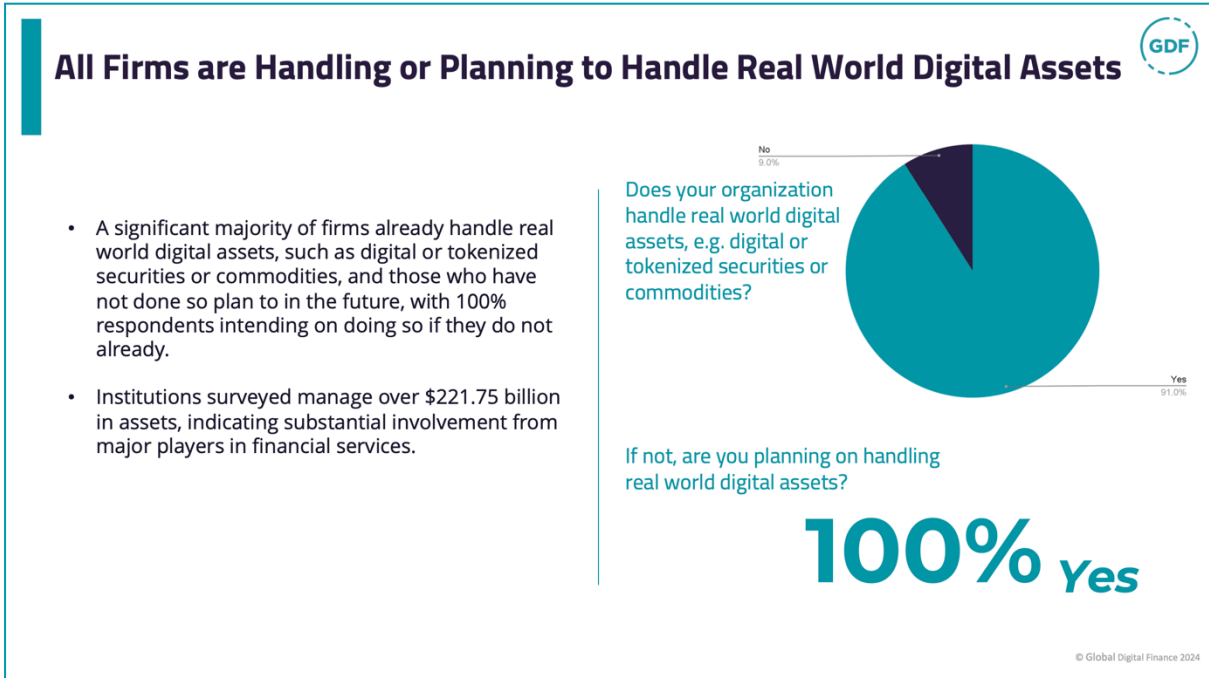 GDF
All Firms are Handling or Planning to Handle Real World Digital Assets
• A significant majority of firms already handle real
world digital assets, such as digital or tokenized
securities or commodities, and those who have
not done so plan to in the future, with 100%
respondents intending on doing so if they do not
already.
• Institutions surveyed manage over $221.75 billion
in assets, indicating substantial involvement from
major players in financial services.
No
9.0%
Does your organization
handle real world digital
assets, e.g. digital or
tokenized securities or
commodities?
Yes
91.0%
If not, are you planning on handling
real world digital assets?
100% Yes
© Global Digital Finance 2024